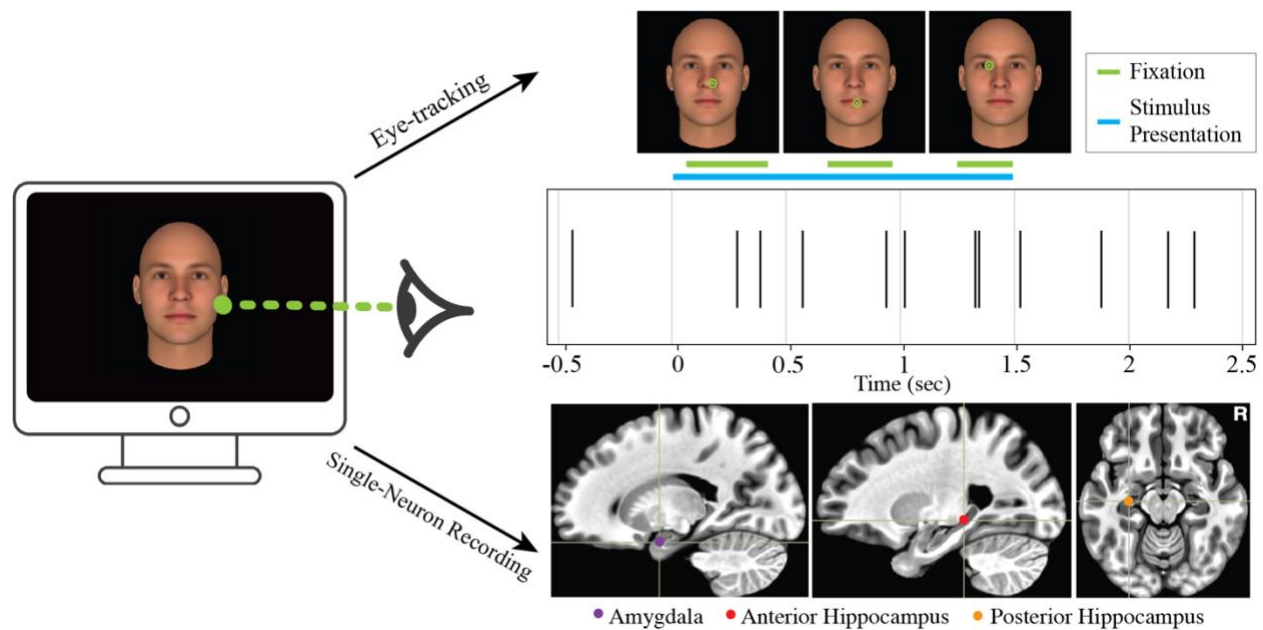 Eye-tracking
Fixation
Stimulus
Presentation
-0.5 0 0.5 1 1.5 2 2.5
Time (sec)
Single-Neuron Recording
R
Amygdala Anterior Hippocampus Posterior Hippocampus